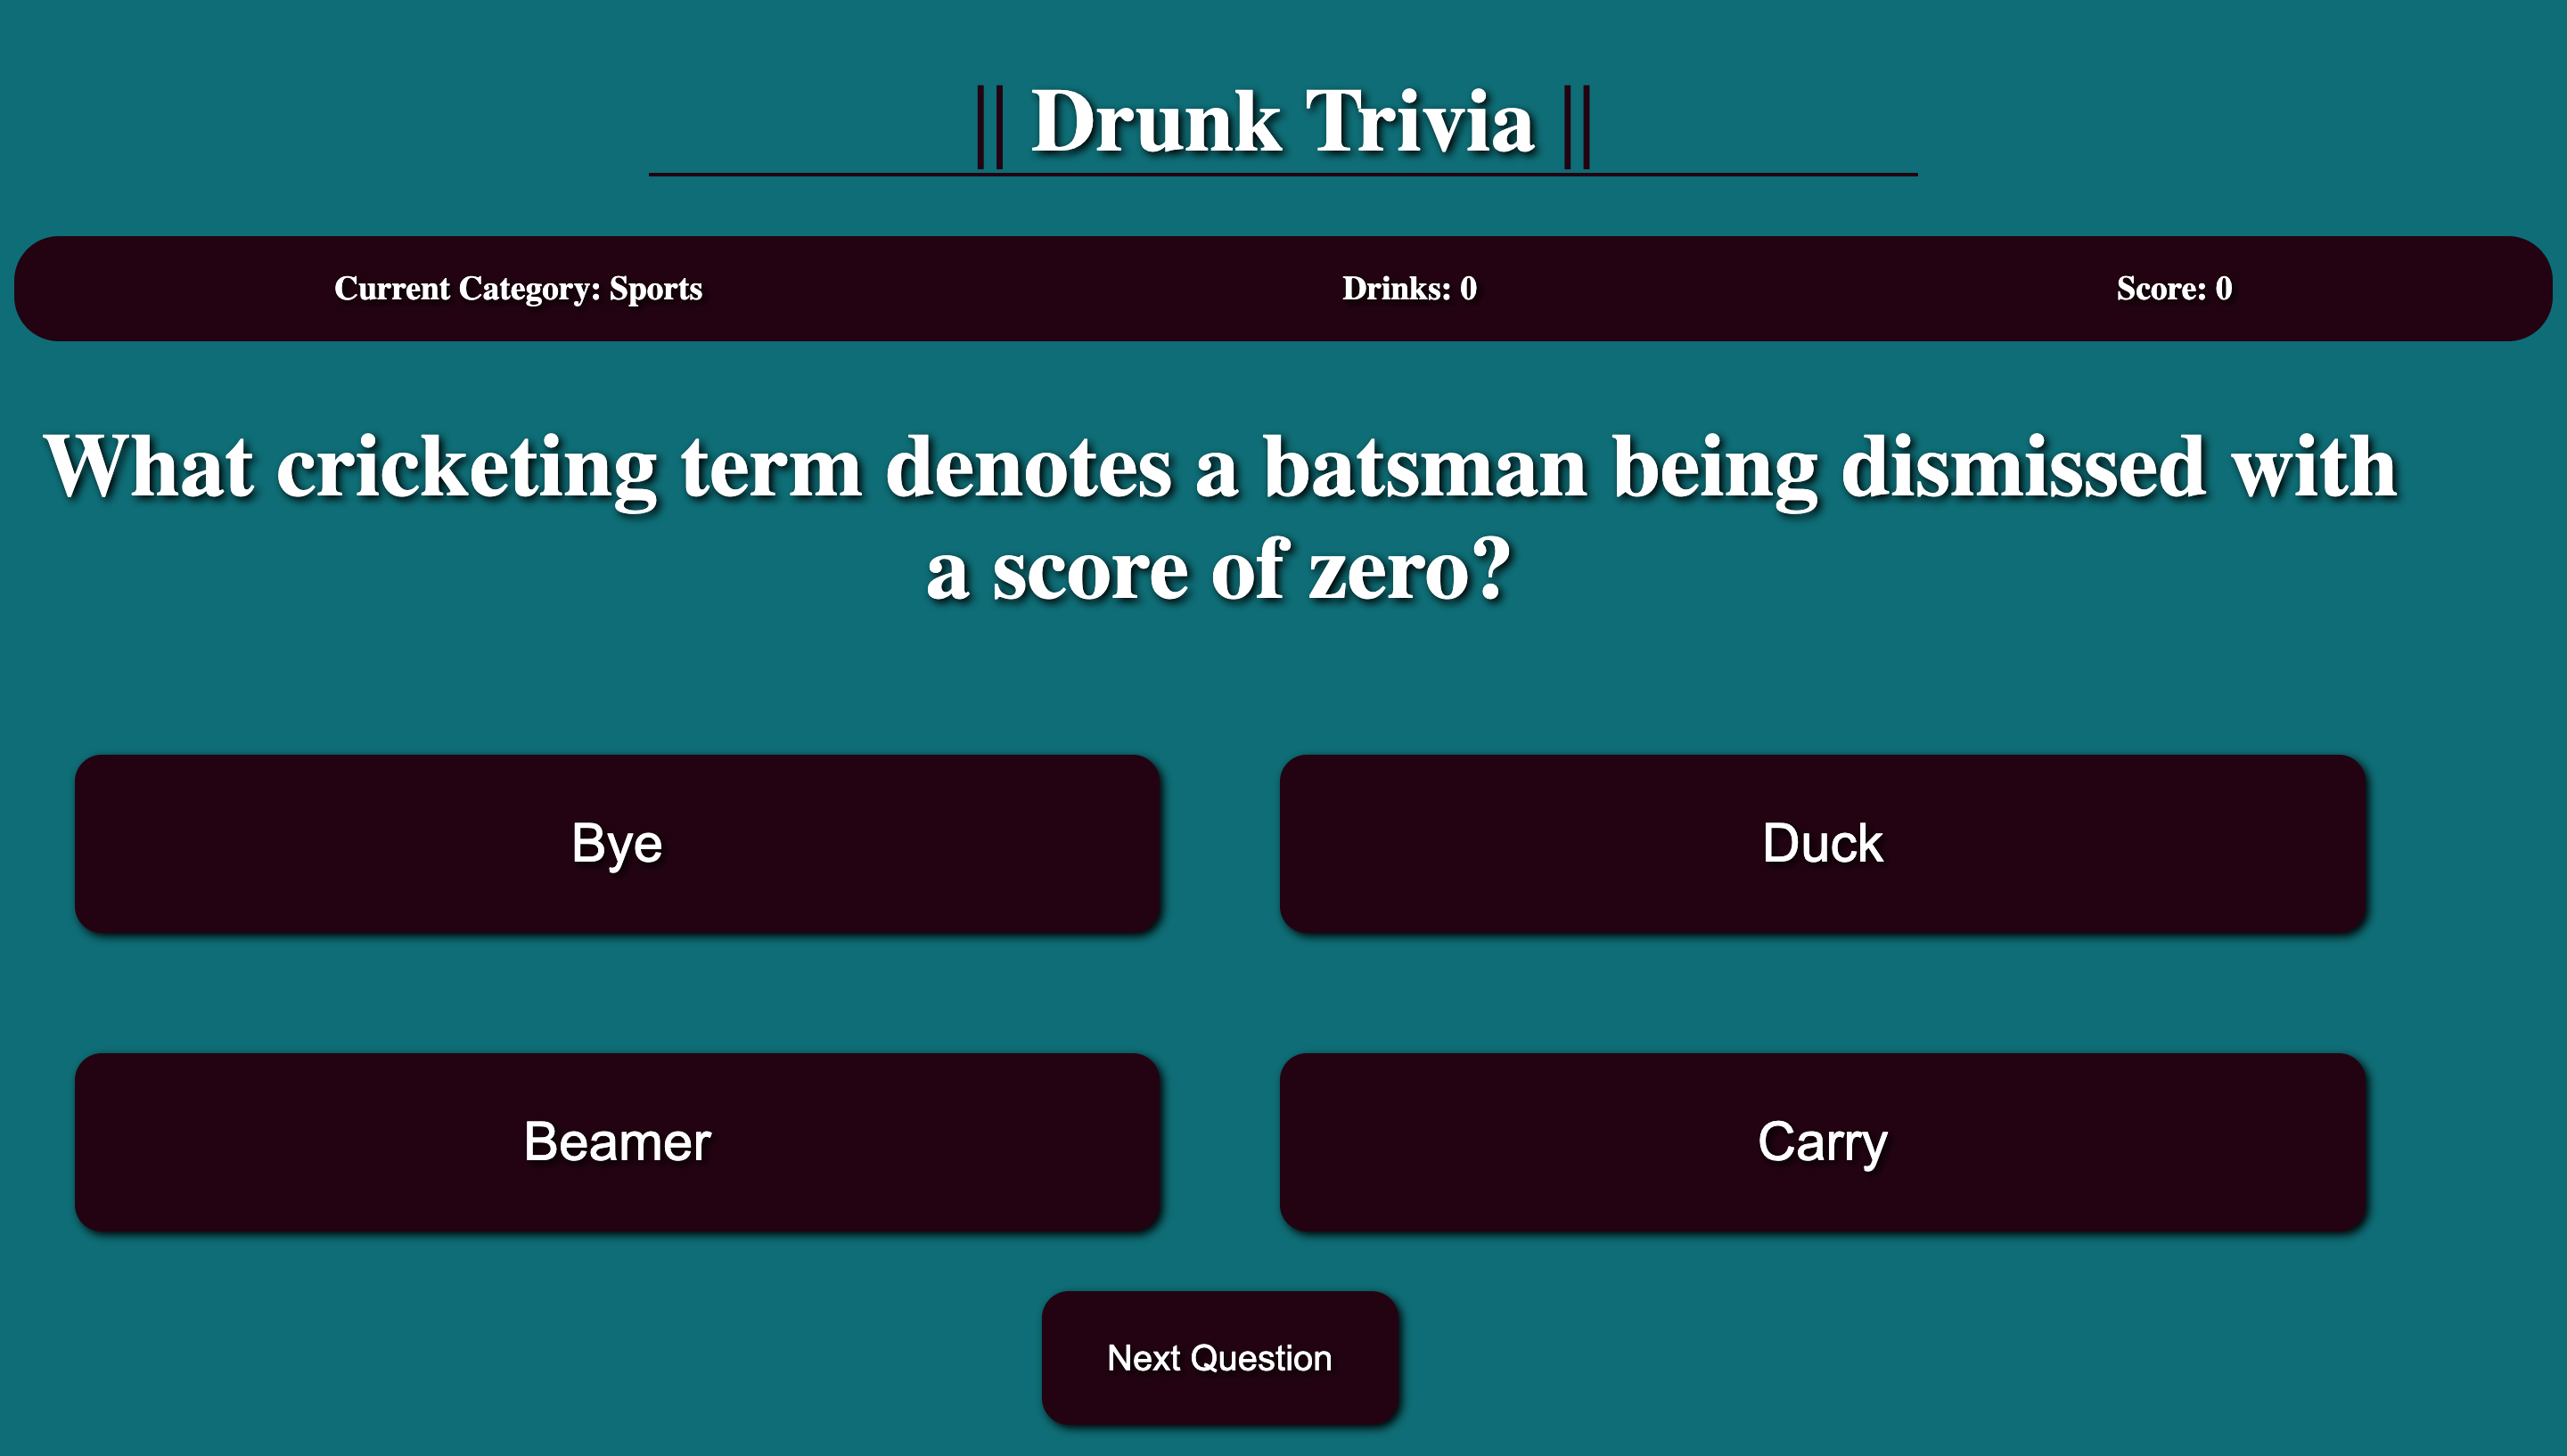 || Drunk Trivia ||
Current Category: Sports
Drinks: 0
Score: 0
What cricketing term denotes a batsman being dismissed with
a score of zero?
Bye
Duck
Beamer
Carry
Next Question